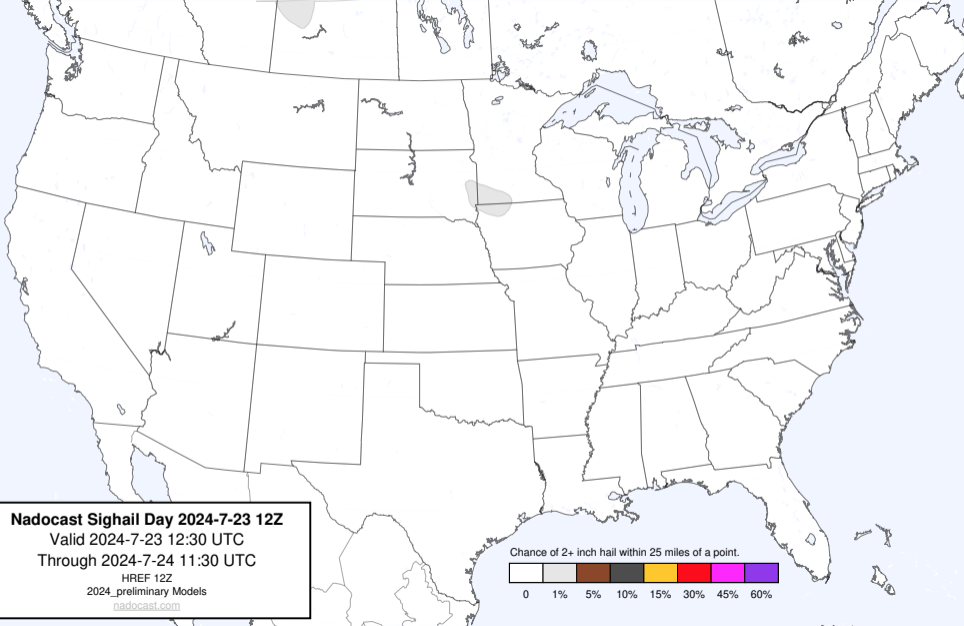 Nadocast Sighail Day 2024-7-23 12Z
Valid 2024-7-23 12:30 UTC
Through 2024-7-24 11:30 UTC
HREF 12Z
2024_preliminary Models
nadocast.com
Chance of 2+ inch hail within 25 miles of a point.
0 1% 5% 10% 15% 30% 45% 60%